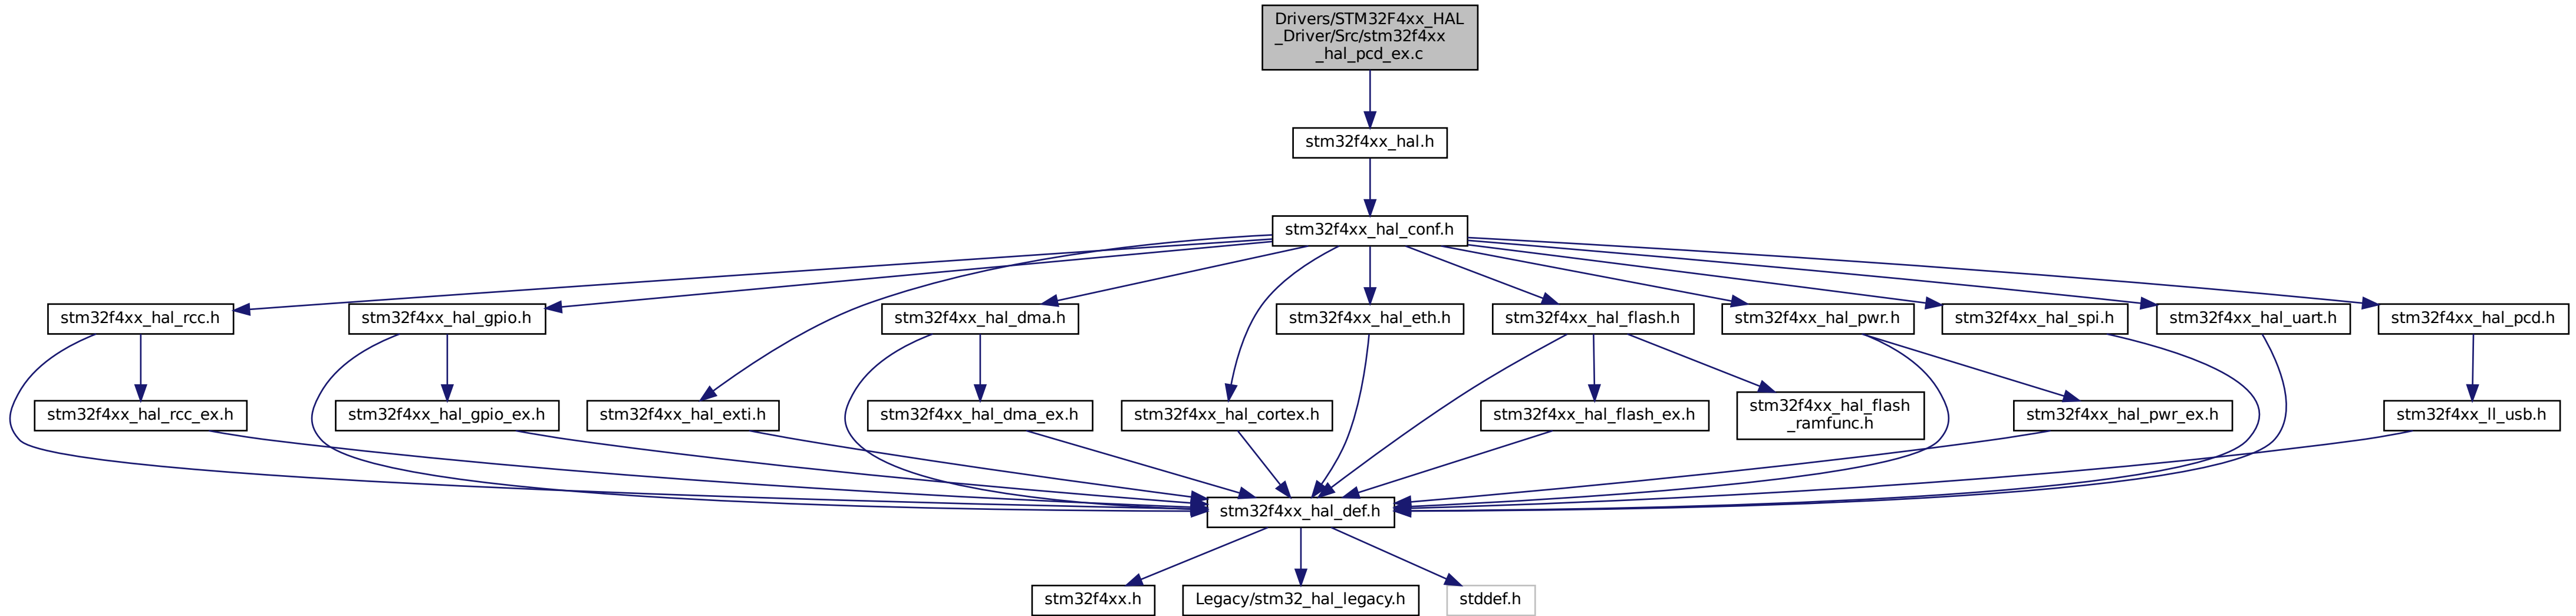 Drivers/STM32F4xx_HAL
_Driver/Src/stm32f4xx
_hal_pcd_ex.c
stm32f4xx_hal.h
stm32f4xx_hal_conf.h
stm32f4xx_hal_rcc.h
stm32f4xx_hal_gpio.h
stm32f4xx_hal_dma.h
stm32f4xx_hal_eth.h
stm32f4xx_hal_flash.h
stm32f4xx_hal_pwr.h
stm32f4xx_hal_spi.h
stm32f4xx_hal_uart.h
stm32f4xx_hal_pcd.h
stm32f4xx_hal_rcc_ex.h
stm32f4xx_hal_gpio_ex.h
stm32f4xx_hal_exti.h
stm32f4xx_hal_dma_ex.h
stm32f4xx_hal_cortex.h
stm32f4xx_hal_flash_ex.h
stm32f4xx_hal_flash
_ramfunc.h
stm32f4xx_hal_pwr_ex.h
stm32f4xx_ll_usb.h
stm32f4xx_hal_def.h
stm32f4xx.h
Legacy/stm32_hal_legacy.h
stddef.h